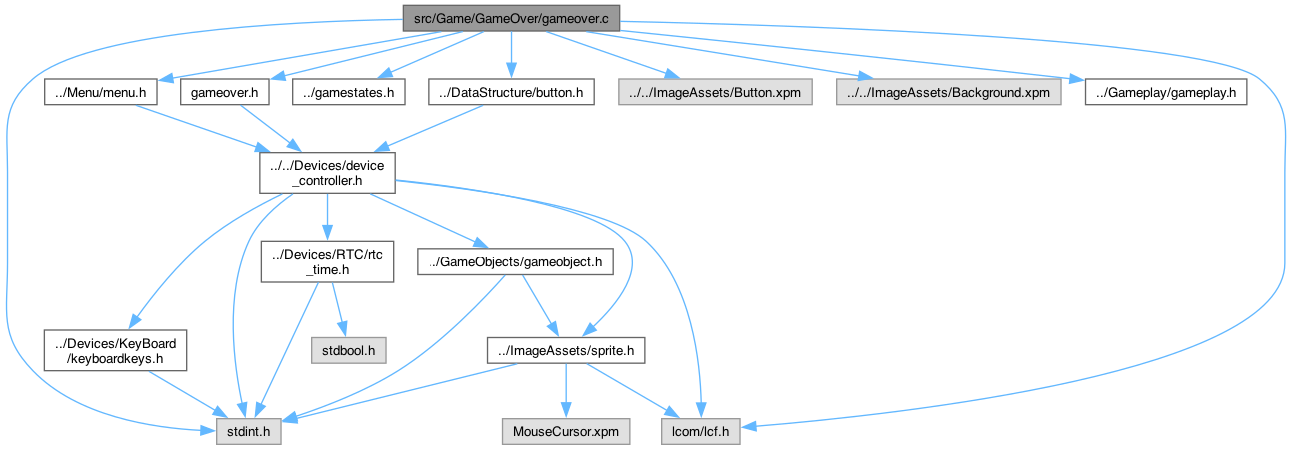 src/Game/GameOver/gameover.c
../Menu/menu.h
gameover.h
../gamestates.h
../DataStructure/button.h
../../ImageAssets/Button.xpm
../../ImageAssets/Background.xpm
../Gameplay/gameplay.h
../../Devices/device
_controller.h
../Devices/RTC/rtc
_time.h
../GameObjects/gameobject.h
../Devices/KeyBoard
/keyboardkeys.h
stdbool.h
../ImageAssets/sprite.h
stdint.h
MouseCursor.xpm
lcom/lcf.h